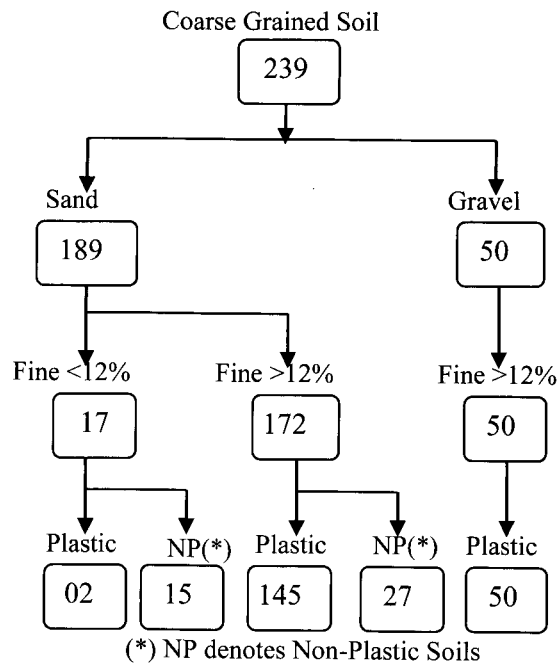 Coarse Grained Soil
239
Sand Gravel
189 50
Fine <12% Fine >12% Fine >12%
17 172 50
Plastic NP(*) Plastic NP(*) Plastic
02 15 145 27 50
(*) NP denotes Non-Plastic Soils